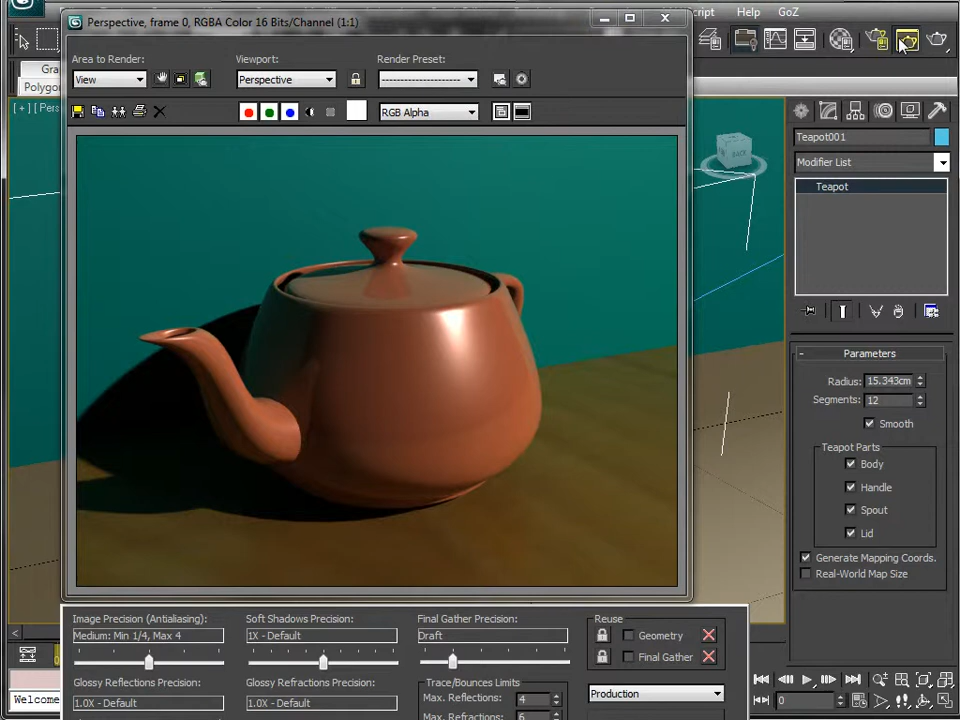 Perspective, frame 0, RGBA Color 16 Bits/Channel (1:1)
Script Help GoZ
Area to Render:
View
Viewport:
Perspective
Render Preset:
RGB Alpha
Gra
Polygon
[ + ] [ Pers
BACK
Teapot001
Modifier List
Teapot
- Parameters
Radius: 15.343cm
Segments: 12
Smooth
Teapot Parts
Body
Handle
Spout
Lid
Generate Mapping Coords.
Real-World Map Size
Image Precision (Antialiasing):
Medium: Min 1/4, Max 4
Soft Shadows Precision:
1X - Default
Final Gather Precision:
Draft
Reuse
Geometry
Final Gather
Glossy Reflections Precision:
1.0X - Default
Glossy Refractions Precision:
1.0X - Default
Trace/Bounces Limits
Max. Reflections: 4
Max. Refractions: 6
Production
0
Welcome